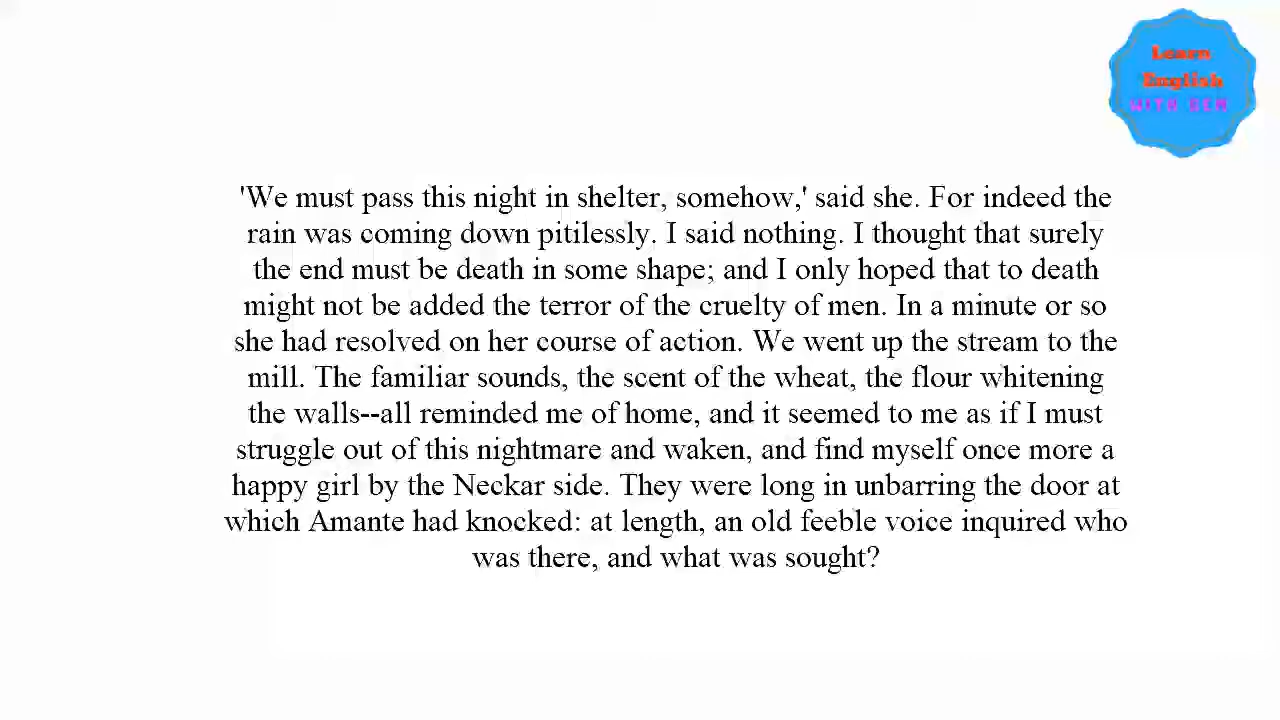 Learn
English
WITH GEM
'We must pass this night in shelter, somehow,' said she. For indeed the
rain was coming down pitilessly. I said nothing. I thought that surely
the end must be death in some shape; and I only hoped that to death
might not be added the terror of the cruelty of men. In a minute or so
she had resolved on her course of action. We went up the stream to the
mill. The familiar sounds, the scent of the wheat, the flour whitening
the walls--all reminded me of home, and it seemed to me as if I must
struggle out of this nightmare and waken, and find myself once more a
happy girl by the Neckar side. They were long in unbarring the door at
which Amante had knocked: at length, an old feeble voice inquired who
was there, and what was sought?